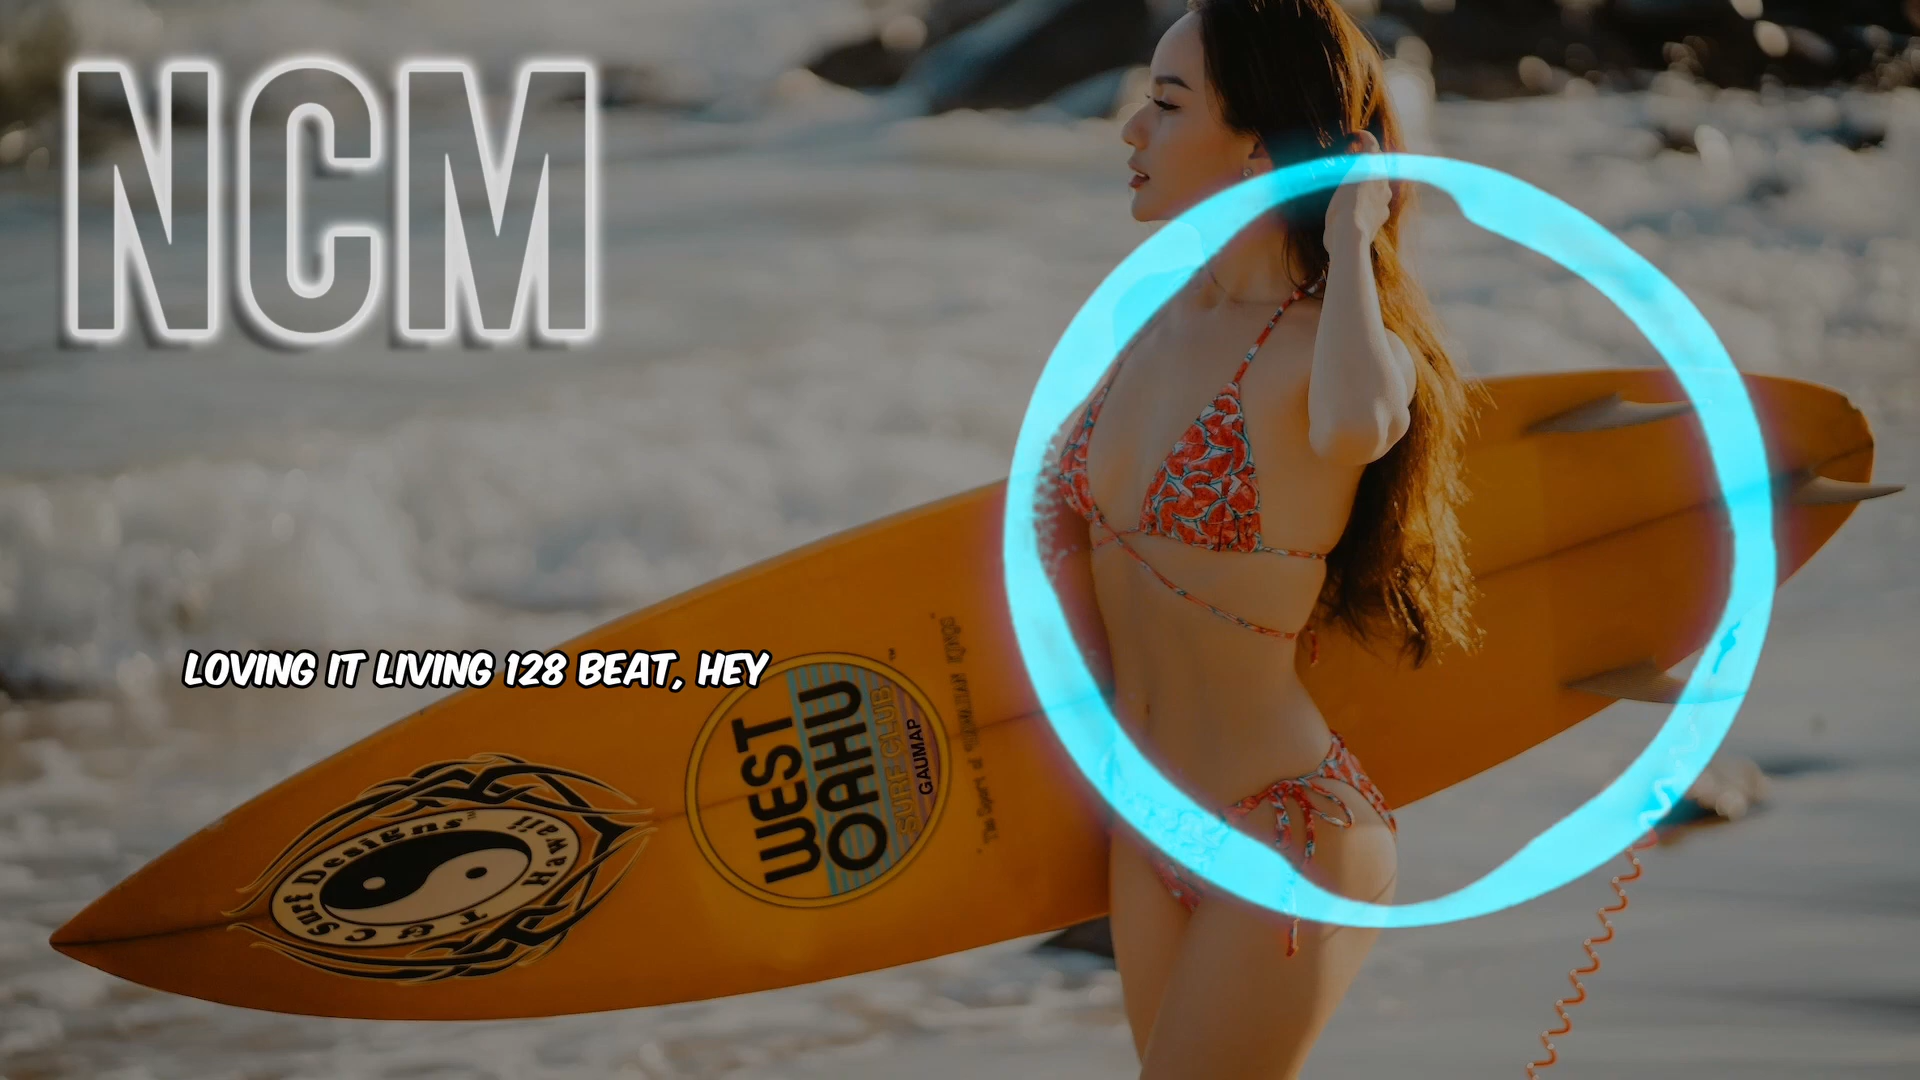 NCM
LOVING IT LIVING 128 BEAT, HEY
WEST
OAHU
SURF CLUB
GAUMAP
T & C Surf Designs
Hawaii